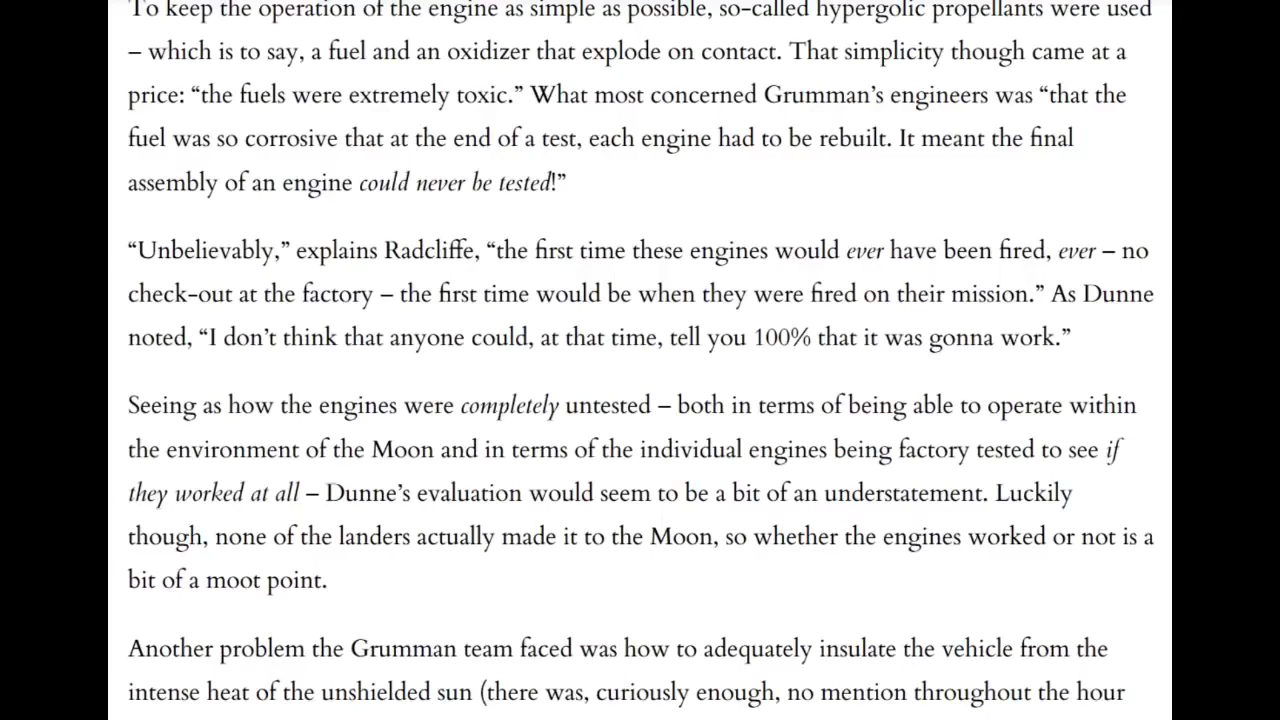 To keep the operation of the engine as simple as possible, so-called hypergolic propellants were used
– which is to say, a fuel and an oxidizer that explode on contact. That simplicity though came at a
price: “the fuels were extremely toxic.” What most concerned Grumman’s engineers was “that the
fuel was so corrosive that at the end of a test, each engine had to be rebuilt. It meant the final
assembly of an engine could never be tested!”
“Unbelievably,” explains Radcliffe, “the first time these engines would ever have been fired, ever – no
check-out at the factory – the first time would be when they were fired on their mission.” As Dunne
noted, “I don’t think that anyone could, at that time, tell you 100% that it was gonna work.”
Seeing as how the engines were completely untested – both in terms of being able to operate within
the environment of the Moon and in terms of the individual engines being factory tested to see if
they worked at all – Dunne’s evaluation would seem to be a bit of an understatement. Luckily
though, none of the landers actually made it to the Moon, so whether the engines worked or not is a
bit of a moot point.
Another problem the Grumman team faced was how to adequately insulate the vehicle from the
intense heat of the unshielded sun (there was, curiously enough, no mention throughout the hour